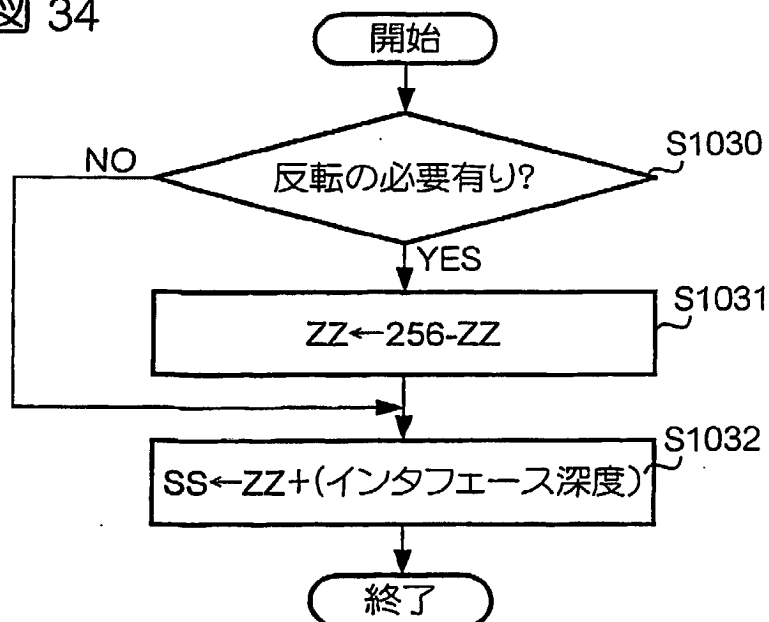 図 34
開始
反転の必要有り?
S1030
NO
YES
ZZ←256-ZZ
S1031
SS←ZZ+(インタフェース深度)
S1032
終了